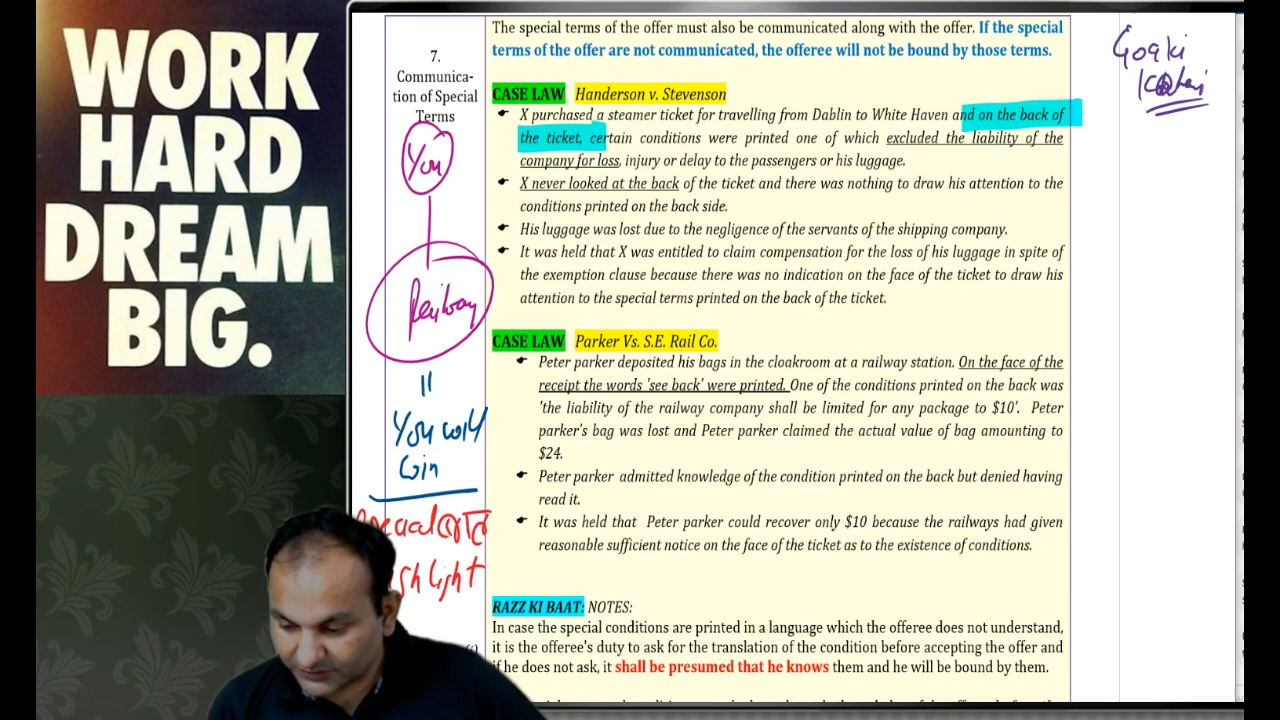 WORK
HARD
DREAM
BIG.
7.
Communica-
tion of Special
Terms
You
Railway
You will
win
The special terms of the offer must also be communicated along with the offer. If the special
terms of the offer are not communicated, the offeree will not be bound by those terms.
CASE LAW Handerson v. Stevenson
☛ X purchased a steamer ticket for travelling from Dablin to White Haven and on the back of
the ticket, certain conditions were printed one of which excluded the liability of the
company for loss, injury or delay to the passengers or his luggage.
☛ X never looked at the back of the ticket and there was nothing to draw his attention to the
conditions printed on the back side.
☛ His luggage was lost due to the negligence of the servants of the shipping company.
☛ It was held that X was entitled to claim compensation for the loss of his luggage in spite of
the exemption clause because there was no indication on the face of the ticket to draw his
attention to the special terms printed on the back of the ticket.
CASE LAW Parker Vs. S.E. Rail Co.
☛ Peter parker deposited his bags in the cloakroom at a railway station. On the face of the
receipt the words 'see back' were printed. One of the conditions printed on the back was
'the liability of the railway company shall be limited for any package to $10'. Peter
parker's bag was lost and Peter parker claimed the actual value of bag amounting to
$24.
☛ Peter parker admitted knowledge of the condition printed on the back but denied having
read it.
☛ It was held that Peter parker could recover only $10 because the railways had given
reasonable sufficient notice on the face of the ticket as to the existence of conditions.
RAZZ KI BAAT: NOTES:
In case the special conditions are printed in a language which the offeree does not understand,
it is the offeree's duty to ask for the translation of the condition before accepting the offer and
if he does not ask, it shall be presumed that he knows them and he will be bound by them.